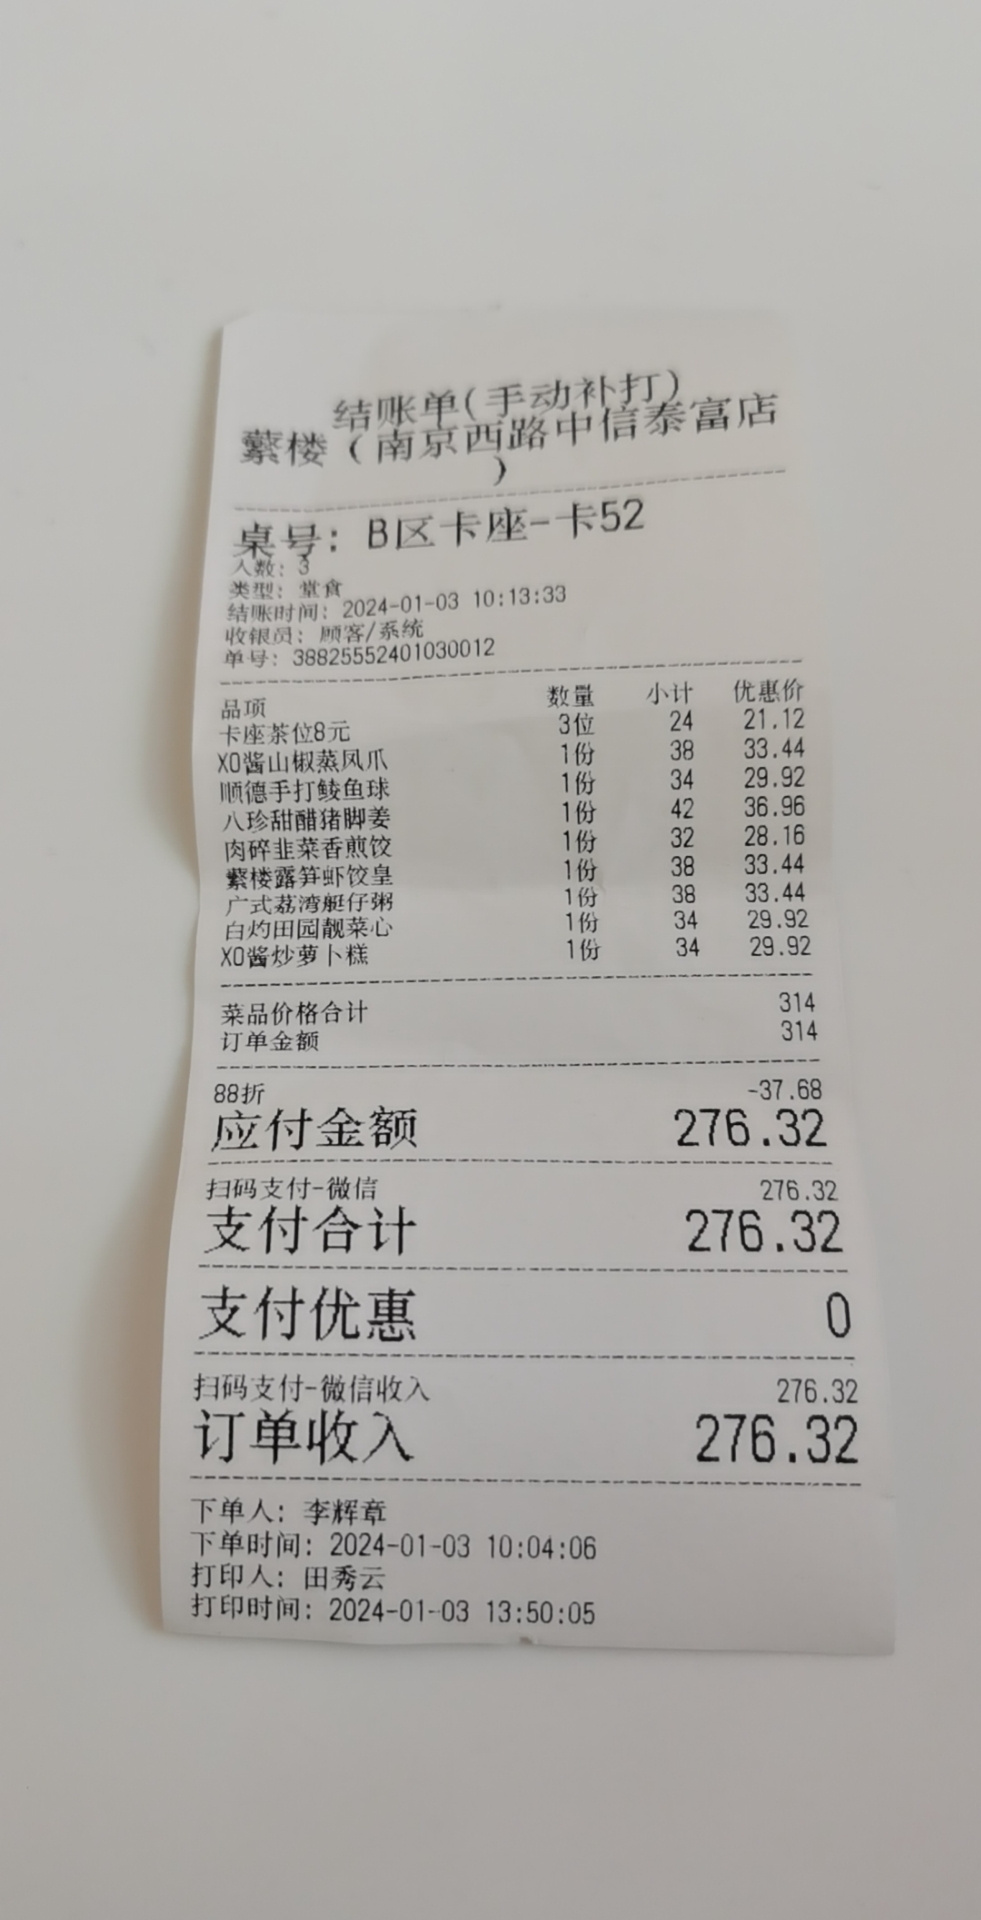 结账单(手动补打)
蘩楼（南京西路中信泰富店
）
桌号: B区卡座-卡52
人数: 3
类型: 堂食
结账时间: 2024-01-03 10:13:33
收银员: 顾客/系统
单号: 38825552401030012
品项 数量 小计 优惠价
卡座茶位8元 3位 24 21.12
XO酱山椒蒸凤爪 1份 38 33.44
顺德手打鲮鱼球 1份 34 29.92
八珍甜醋猪脚姜 1份 42 36.96
肉碎韭菜香煎饺 1份 32 28.16
蘩楼露笋虾饺皇 1份 38 33.44
广式荔湾艇仔粥 1份 38 33.44
白灼田园靓菜心 1份 34 29.92
XO酱炒萝卜糕 1份 34 29.92
菜品价格合计 314
订单金额 314
88折 -37.68
应付金额 276.32
扫码支付-微信 276.32
支付合计 276.32
支付优惠 0
扫码支付-微信收入 276.32
订单收入 276.32
下单人: 李辉章
下单时间: 2024-01-03 10:04:06
打印人: 田秀云
打印时间: 2024-01-03 13:50:05